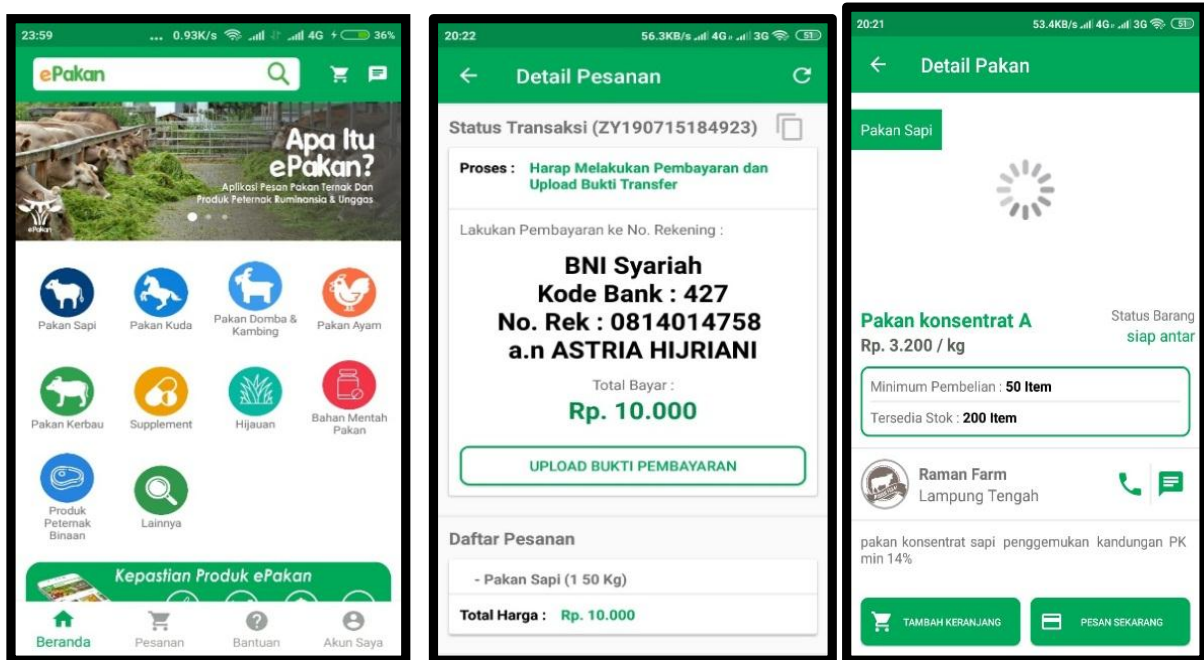 23:59 ... 0.93K/s 4G 36%
ePakan
Apa Itu
ePakan?
Aplikasi Pesan Pakan Ternak Dan
Produk Peternak Ruminansia & Unggas
ePakan
Pakan Sapi
Pakan Kuda
Pakan Domba &
Kambing
Pakan Ayam
Pakan Kerbau
Supplement
Hijauan
Bahan Mentah
Pakan
Produk
Peternak
Binaan
Lainnya
Kepastian Produk ePakan
Beranda
Pesanan
Bantuan
Akun Saya
20:22 56.3KB/s 4G 3G 51
Detail Pesanan
Status Transaksi (ZY190715184923)
Proses : Harap Melakukan Pembayaran dan
Upload Bukti Transfer
Lakukan Pembayaran ke No. Rekening :
BNI Syariah
Kode Bank : 427
No. Rek : 0814014758
a.n ASTRIA HIJRIANI
Total Bayar :
Rp. 10.000
UPLOAD BUKTI PEMBAYARAN
Daftar Pesanan
- Pakan Sapi (1 50 Kg)
Total Harga : Rp. 10.000
20:21 53.4KB/s 4G 3G 51
Detail Pakan
Pakan Sapi
Pakan konsentrat A
Rp. 3.200 / kg
Status Barang
siap antar
Minimum Pembelian : 50 Item
Tersedia Stok : 200 Item
Raman Farm
Lampung Tengah
pakan konsentrat sapi penggemukan kandungan PK
min 14%
TAMBAH KERANJANG
PESAN SEKARANG